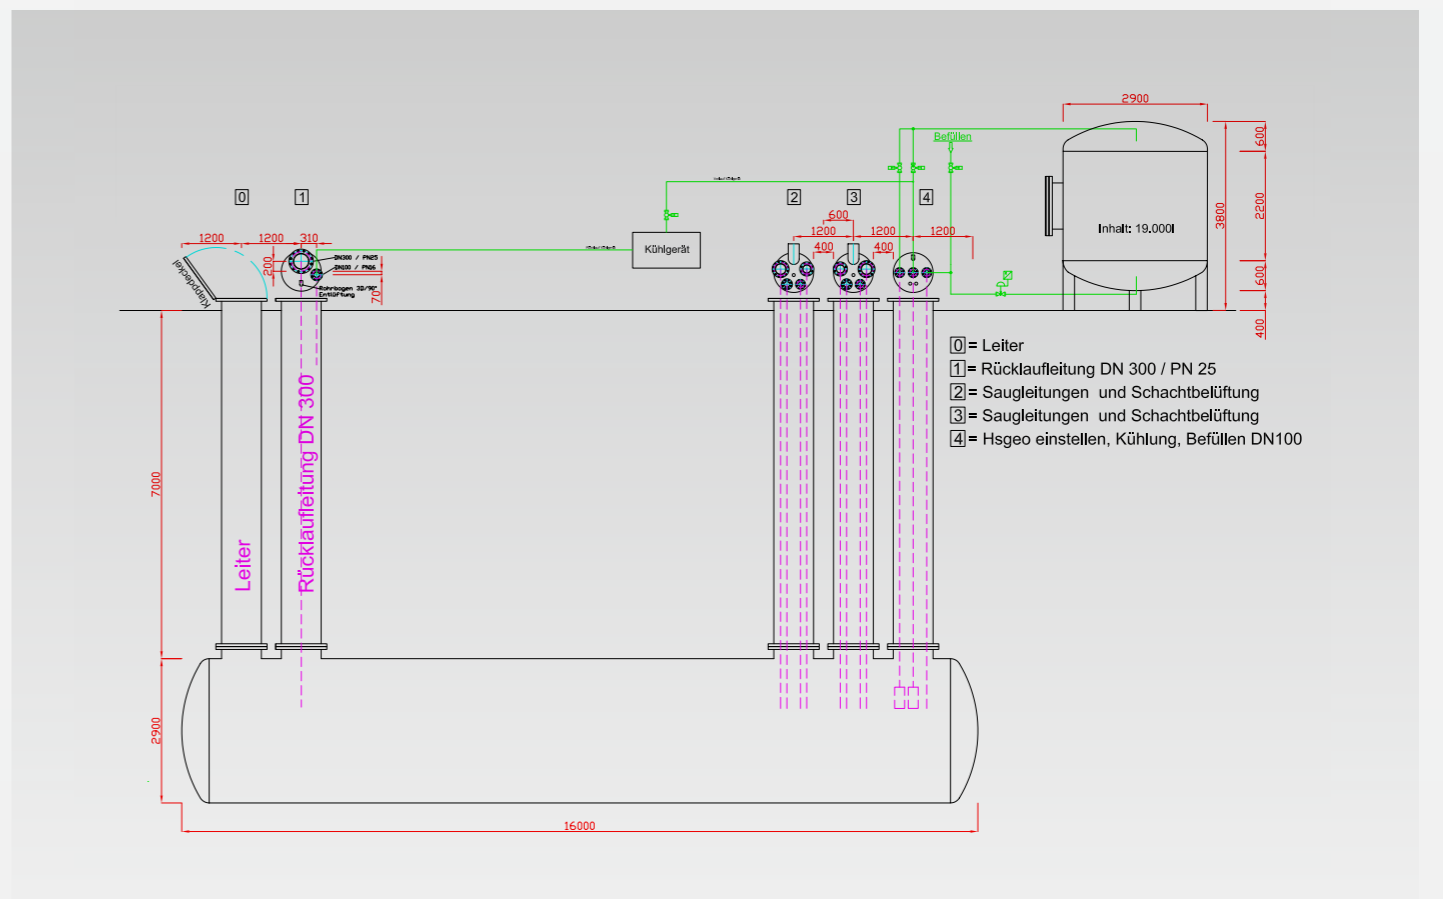 2900
Befüllen
600
3800
2200
Inhalt: 19.000l
600
400
0
1
2
3
4
600
1200
1200
310
1200
1200
1200
400
400
Kühlgerät
Klappdeckel
200
DN300 / PN25
DN100 / PN16
Rohrbogen 3D/90°
Entlüftung
70
0 = Leiter
1 = Rücklaufleitung DN 300 / PN 25
2 = Saugleitungen und Schachtbelüftung
3 = Saugleitungen und Schachtbelüftung
4 = Hsgeo einstellen, Kühlung, Befüllen DN100
7000
Leiter
Rücklaufleitung DN 300
2900
16000